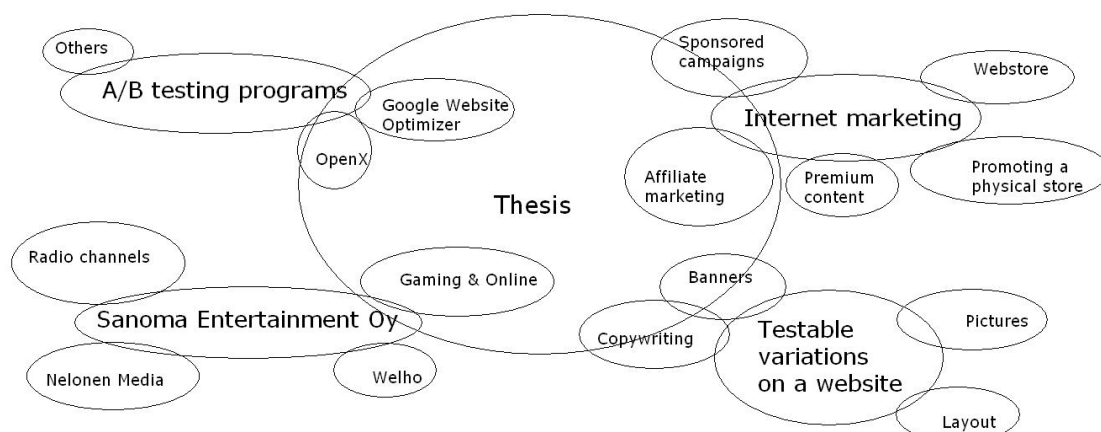 Others
A/B testing programs
Google Website
Optimizer
OpenX
Sponsored
campaigns
Webstore
Internet marketing
Affiliate
marketing
Premium
content
Promoting a
physical store
Thesis
Radio channels
Gaming & Online
Sanoma Entertainment Oy
Nelonen Media
Welho
Banners
Copywriting
Testable
variations
on a website
Pictures
Layout